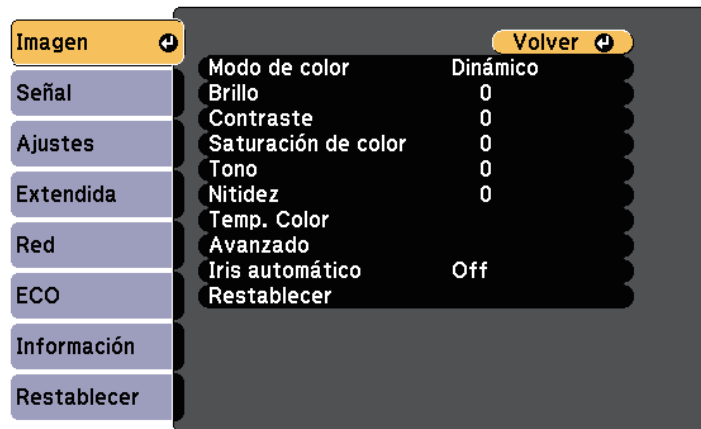 Imagen
Señal
Ajustes
Extendida
Red
ECO
Información
Restablecer
Volver
Modo de color Dinámico
Brillo 0
Contraste 0
Saturación de color 0
Tono 0
Nitidez 0
Temp. Color
Avanzado
Iris automático Off
Restablecer